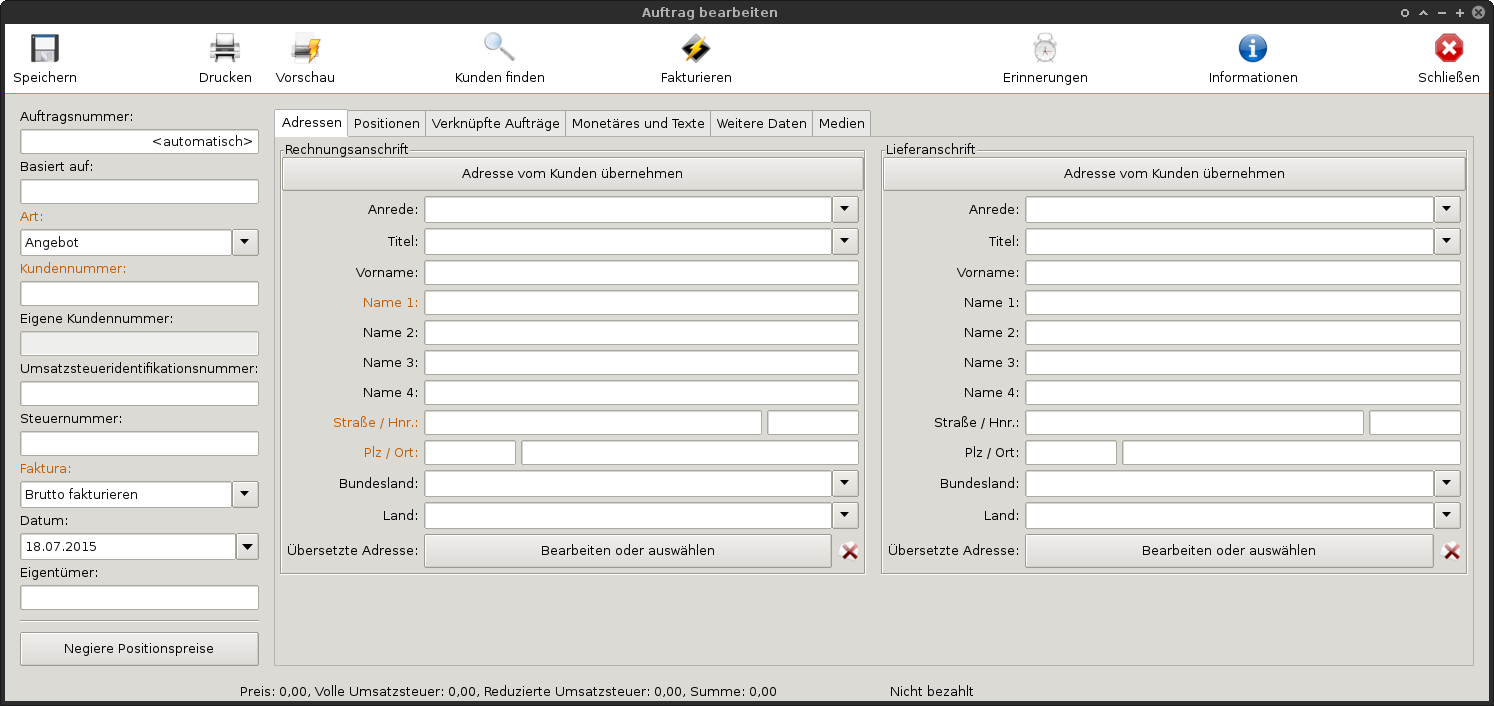 Auftrag bearbeiten
Speichern Drucken Vorschau Kunden finden Fakturieren Erinnerungen Informationen Schließen
Auftragsnummer:
<automatisch>
Basiert auf:
Art:
Angebot
Kundennummer:
Eigene Kundennummer:
Umsatzsteueridentifikationsnummer:
Steuernummer:
Faktura:
Brutto fakturieren
Datum:
18.07.2015
Eigentümer:
Negiere Positionspreise
Adressen Positionen Verknüpfte Aufträge Monetäres und Texte Weitere Daten Medien
Rechnungsanschrift
Adresse vom Kunden übernehmen
Anrede:
Titel:
Vorname:
Name 1:
Name 2:
Name 3:
Name 4:
Straße / Hnr.:
Plz / Ort:
Bundesland:
Land:
Übersetzte Adresse: Bearbeiten oder auswählen
Lieferanschrift
Adresse vom Kunden übernehmen
Anrede:
Titel:
Vorname:
Name 1:
Name 2:
Name 3:
Name 4:
Straße / Hnr.:
Plz / Ort:
Bundesland:
Land:
Übersetzte Adresse: Bearbeiten oder auswählen
Preis: 0,00, Volle Umsatzsteuer: 0,00, Reduzierte Umsatzsteuer: 0,00, Summe: 0,00 Nicht bezahlt